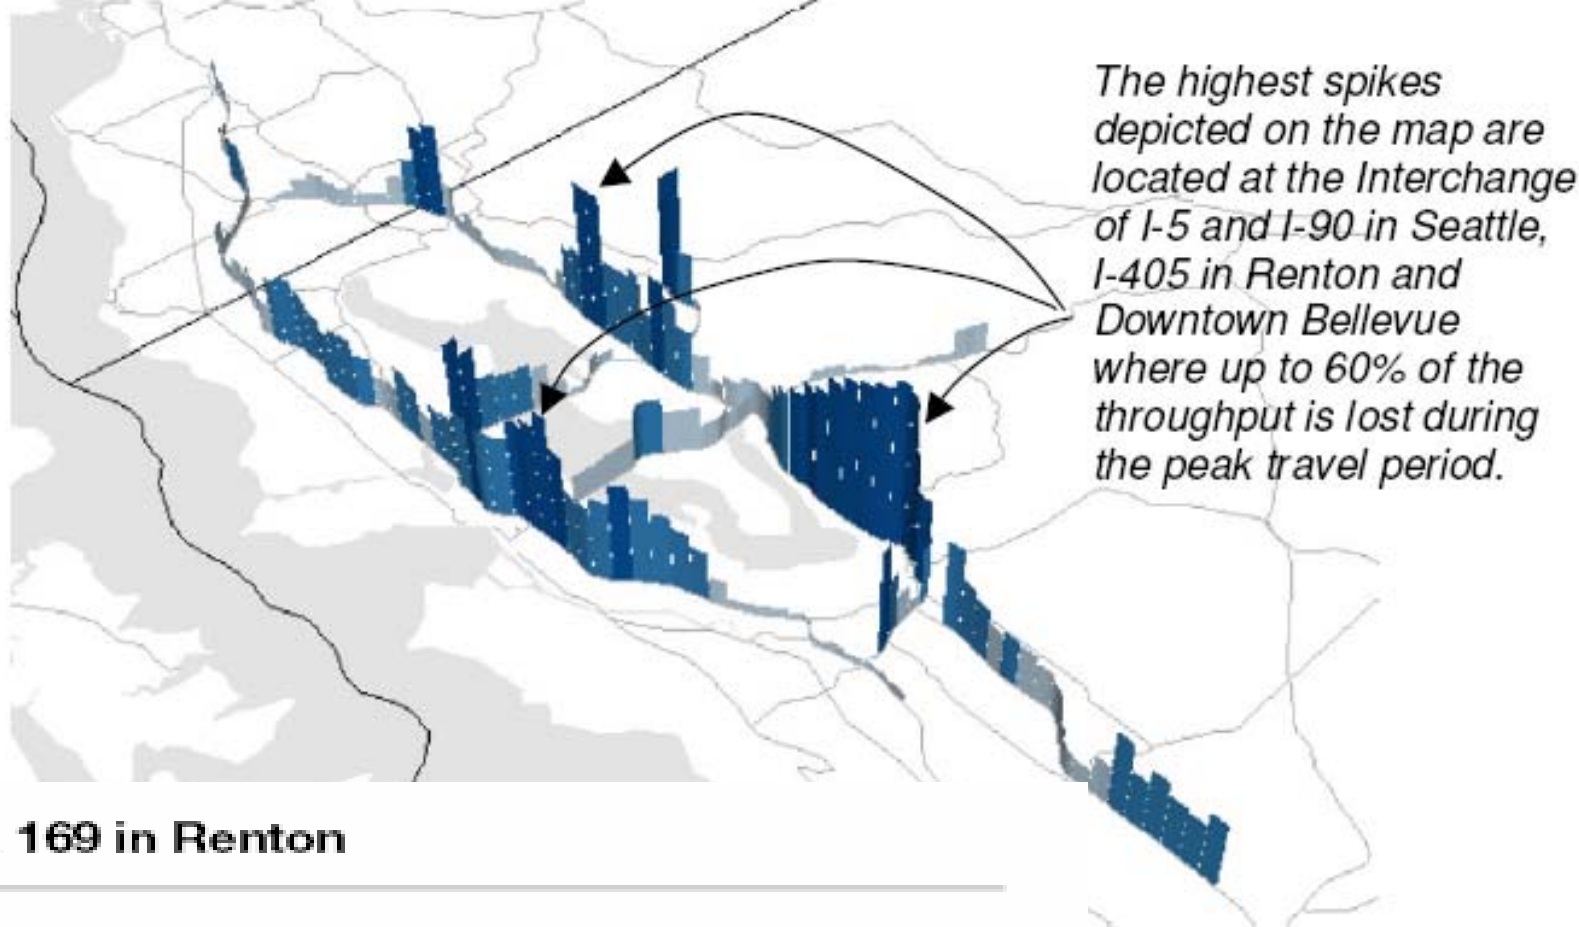 The highest spikes
depicted on the map are
located at the Interchange
of I-5 and I-90 in Seattle,
I-405 in Renton and
Downtown Bellevue
where up to 60% of the
throughput is lost during
the peak travel period.
169 in Renton